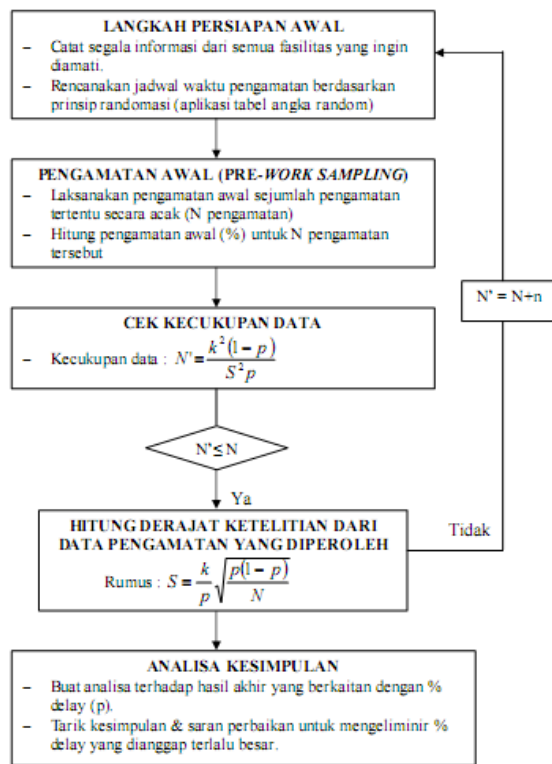 LANGKAH PERSIAPAN AWAL
– Catat segala informasi dari semua fasilitas yang ingin
diamati.
– Rencanakan jadwal waktu pengamatan berdasarkan
prinsip randomasi (aplikasi tabel angka random)
PENGAMATAN AWAL (PRE-WORK SAMPLING)
– Laksanakan pengamatan awal sejumlah pengamatan
tertentu secara acak (N pengamatan)
– Hitung pengamatan awal (%) untuk N pengamatan
tersebut
N' = N+n
CEK KECUKUPAN DATA
– Kecukupan data : N' = k²(1 − p) / S²p
N' ≤ N
Ya
HITUNG DERAJAT KETELITIAN DARI
DATA PENGAMATAN YANG DIPEROLEH
Rumus : S = k/p √(p(1 − p)/N)
Tidak
ANALISA KESIMPULAN
– Buat analisa terhadap hasil akhir yang berkaitan dengan %
delay (p).
– Tarik kesimpulan & saran perbaikan untuk mengeliminir %
delay yang dianggap terlalu besar.